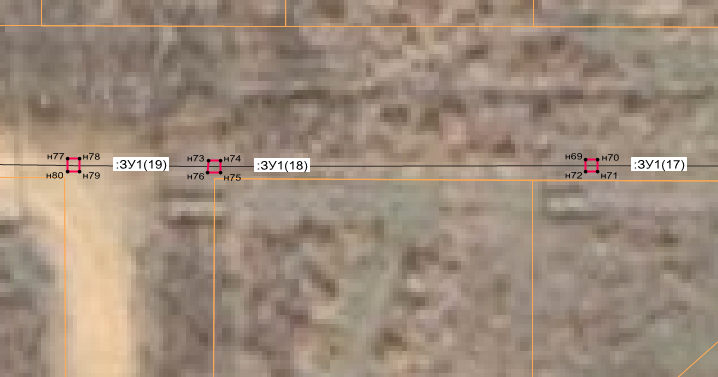 н77 н78 :ЗУ1(19) н73 н74 :ЗУ1(18) н69 н70 :ЗУ1(17)
н80 н79 н76 н75 н72 н71